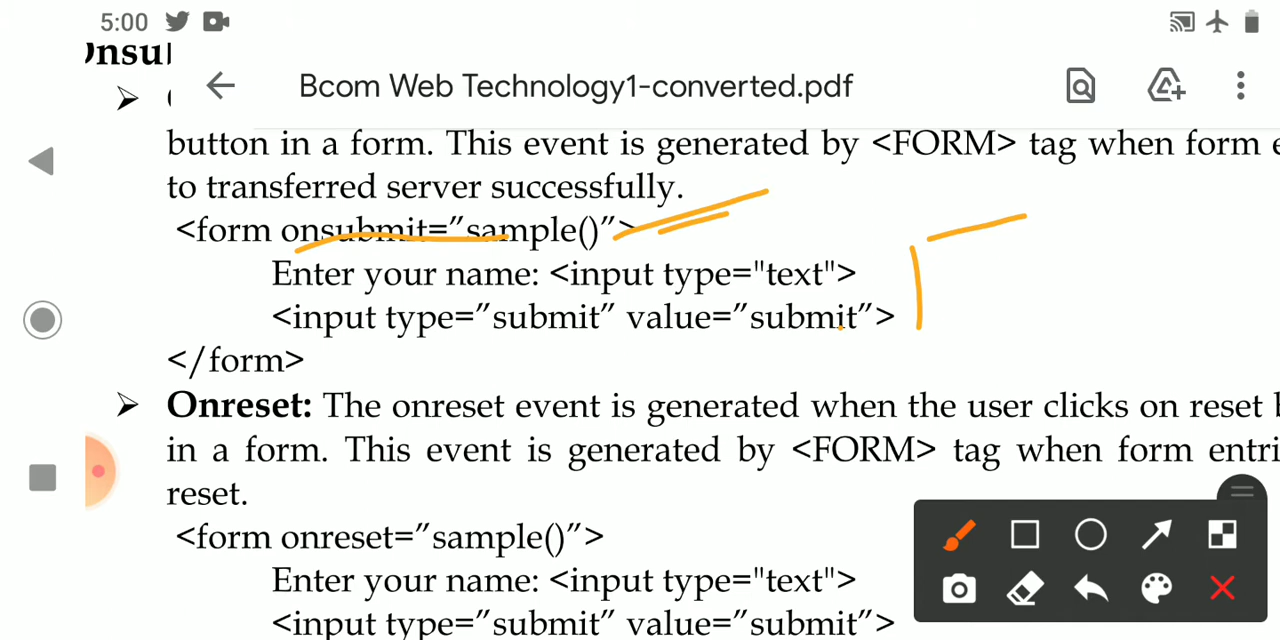 5:00
Bcom Web Technology1-converted.pdf
button in a form. This event is generated by <FORM> tag when form
to transferred server successfully.
<form onsubmit=”sample()”>
Enter your name: <input type="text">
<input type=”submit” value=”submit”>
</form>
➢ Onreset: The onreset event is generated when the user clicks on reset
in a form. This event is generated by <FORM> tag when form
reset.
<form onreset=”sample()”>
Enter your name: <input type="text">
<input type=”submit” value=”submit”>